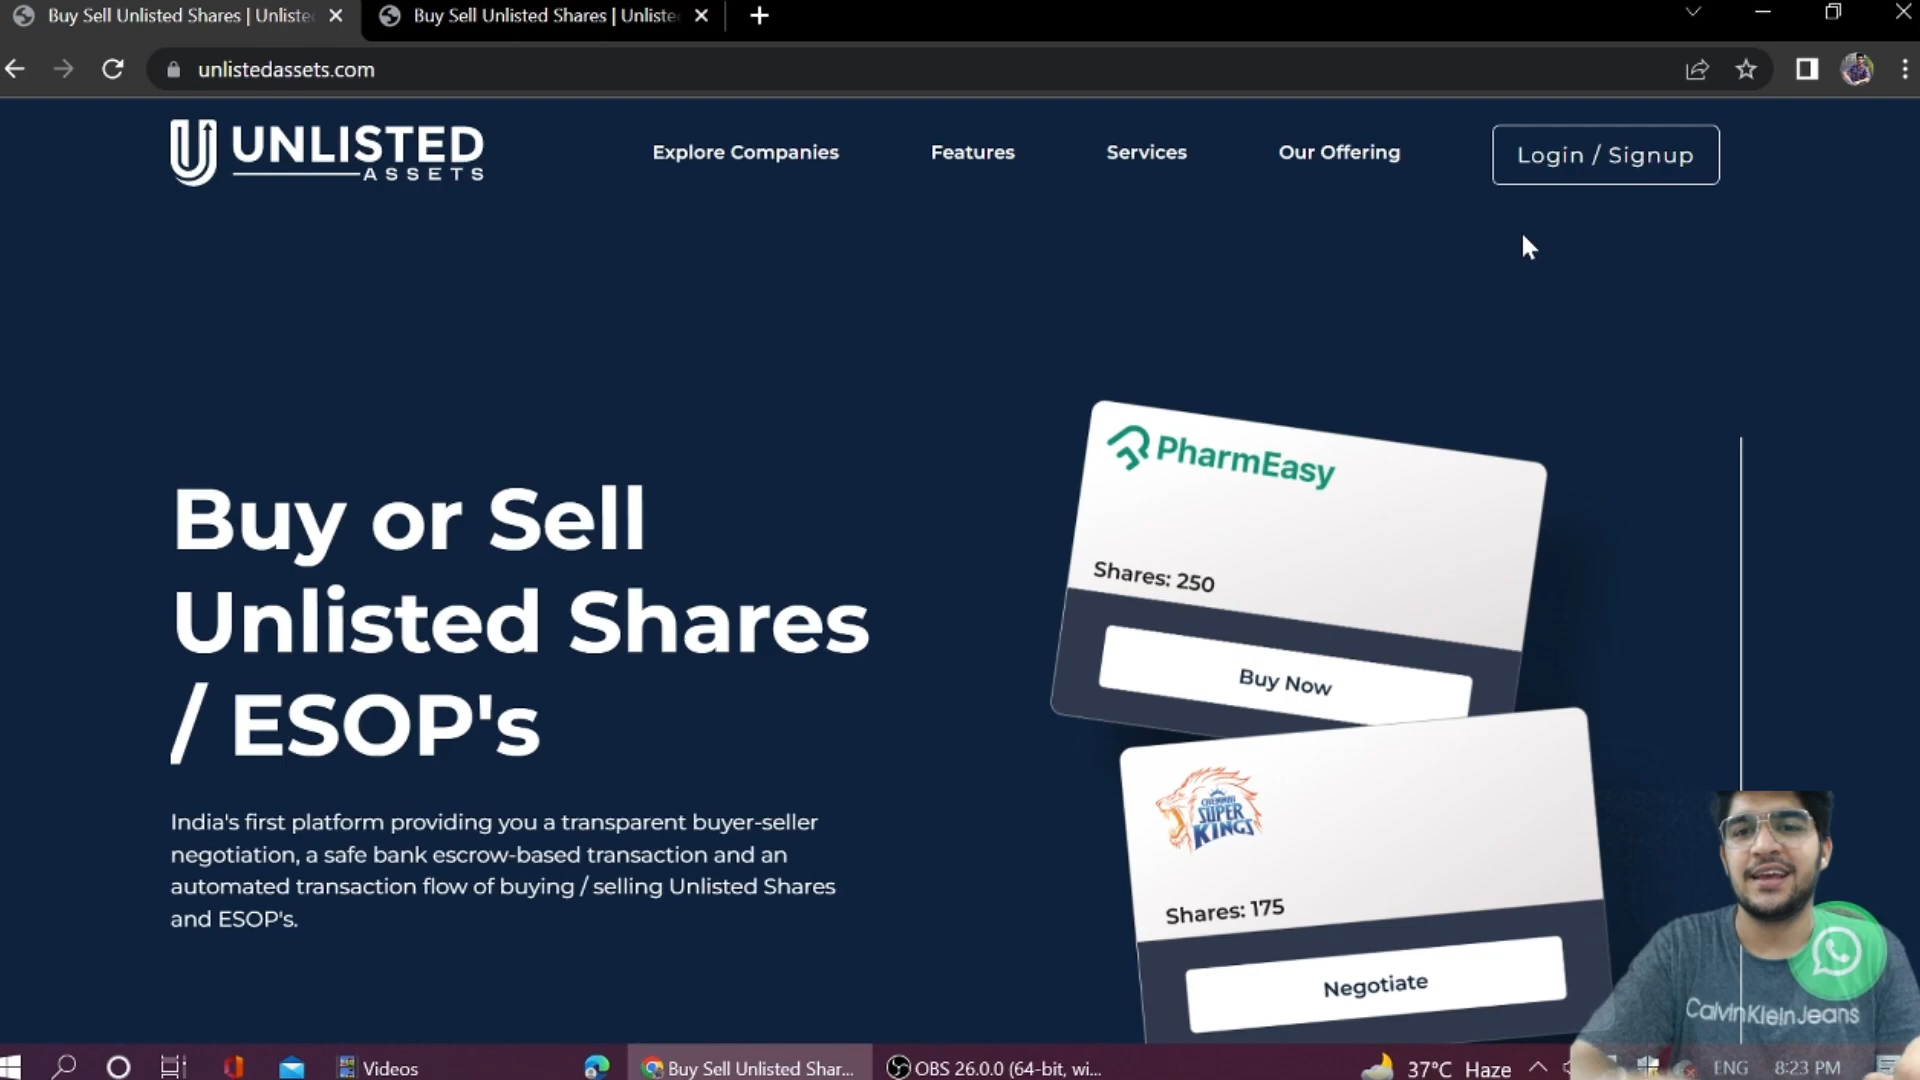 Buy Sell Unlisted Shares | Unliste
Buy Sell Unlisted Shares | Unliste
unlistedassets.com
UNLISTED
ASSETS
Explore Companies
Features
Services
Our Offering
Login / Signup
PharmEasy
Shares: 250
Buy Now
Buy or Sell
Unlisted Shares
/ ESOP's
India's first platform providing you a transparent buyer-seller
negotiation, a safe bank escrow-based transaction and an
automated transaction flow of buying / selling Unlisted Shares
and ESOP's.
CHENNAI
SUPER
KINGS
Shares: 175
Negotiate
CalvinKleinJeans
Videos
Buy Sell Unlisted Shar...
OBS 26.0.0 (64-bit, wi...
37°C Haze
ENG
8:23 PM